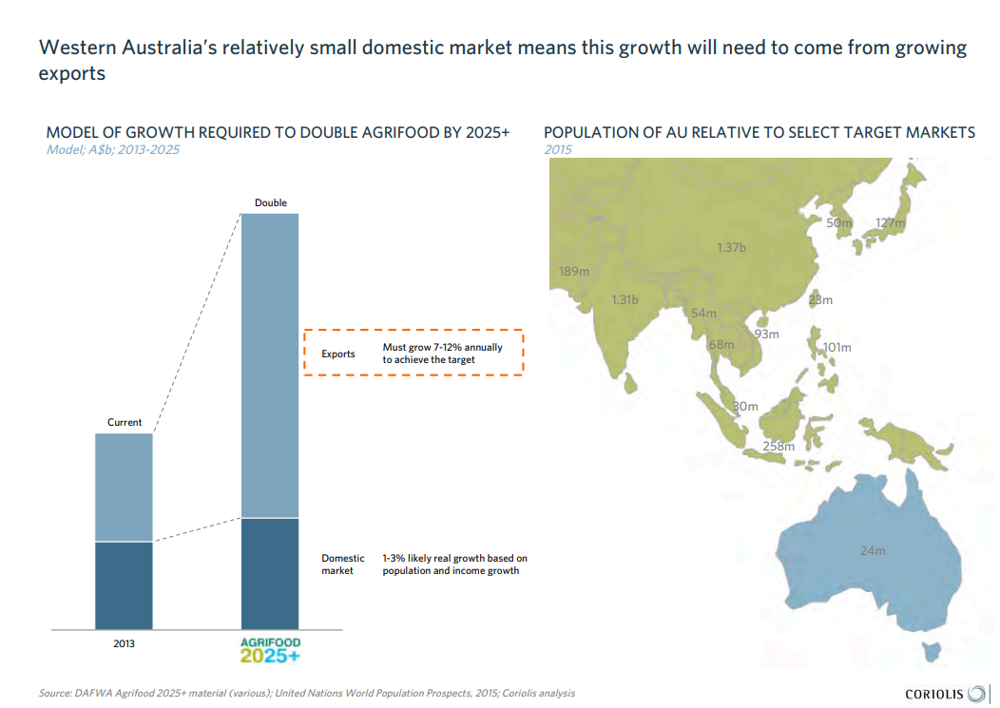 Western Australia's relatively small domestic market means this growth will need to come from growing
exports
MODEL OF GROWTH REQUIRED TO DOUBLE AGRIFOOD BY 2025+
Model; A$b; 2013-2025
Double
Exports
Must grow 7-12% annually
to achieve the target
Current
Domestic
market
1-3% likely real growth based on
population and income growth
2013
AGRIFOOD
2025+
POPULATION OF AU RELATIVE TO SELECT TARGET MARKETS
2015
50m
127m
1.37b
189m
1.31b
23m
54m
93m
68m
101m
30m
258m
24m
Source: DAFWA Agrifood 2025+ material (various); United Nations World Population Prospects, 2015; Coriolis analysis
CORIOLIS